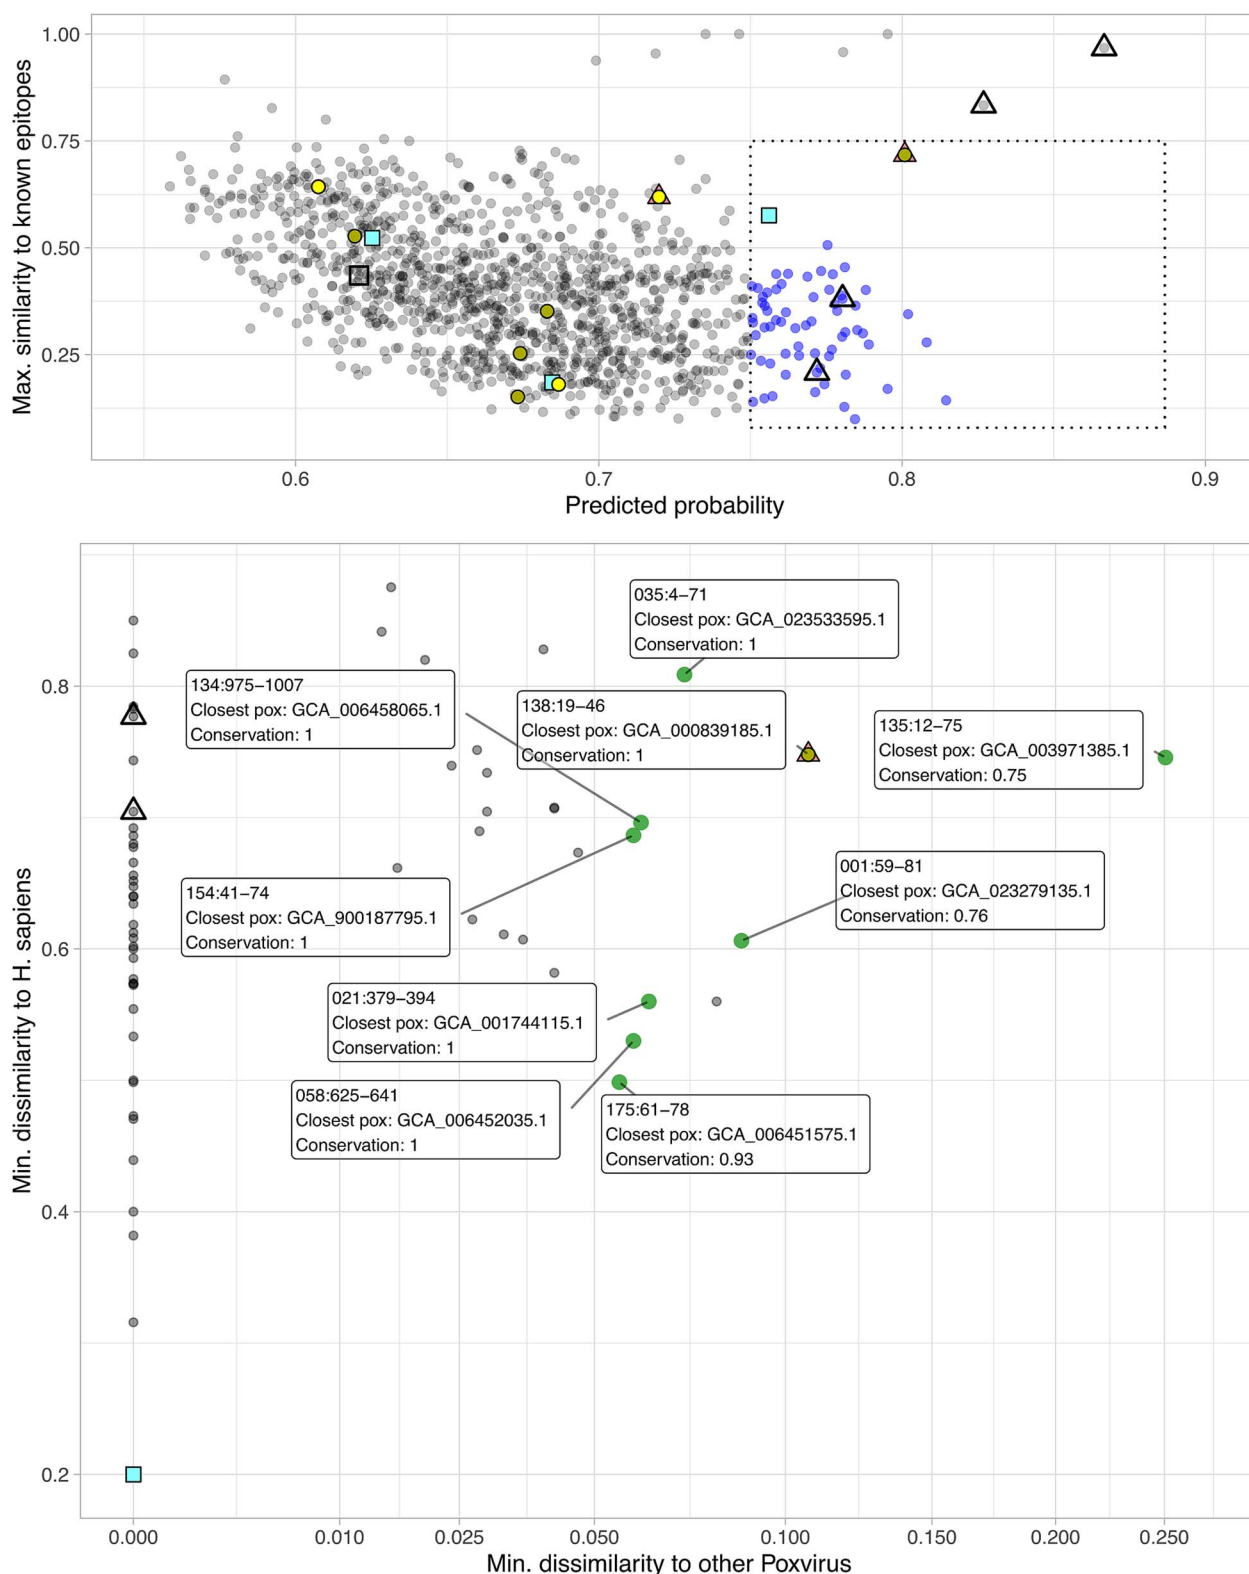 1.00
0.75
0.50
0.25
Max. similarity to known epitopes
0.6
0.7
0.8
0.9
Predicted probability
035:4–71
Closest pox: GCA_023533595.1
Conservation: 1
134:975–1007
Closest pox: GCA_006458065.1
Conservation: 1
138:19–46
Closest pox: GCA_000839185.1
Conservation: 1
135:12–75
Closest pox: GCA_003971385.1
Conservation: 0.75
001:59–81
Closest pox: GCA_023279135.1
Conservation: 0.76
154:41–74
Closest pox: GCA_900187795.1
Conservation: 1
021:379–394
Closest pox: GCA_001744115.1
Conservation: 1
058:625–641
Closest pox: GCA_006452035.1
Conservation: 1
175:61–78
Closest pox: GCA_006451575.1
Conservation: 0.93
0.8
0.6
0.4
0.2
Min. dissimilarity to H. sapiens
0.000
0.010
0.025
0.050
0.100
0.150
0.200
0.250
Min. dissimilarity to other Poxvirus